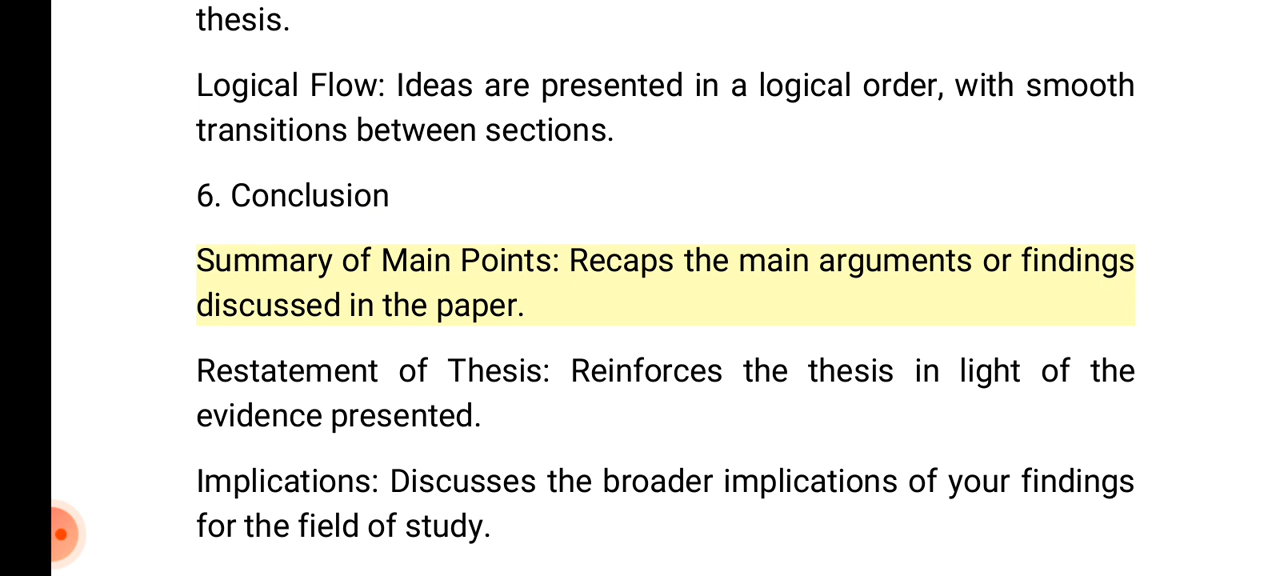 thesis.
Logical Flow: Ideas are presented in a logical order, with smooth
transitions between sections.
6. Conclusion
Summary of Main Points: Recaps the main arguments or findings
discussed in the paper.
Restatement of Thesis: Reinforces the thesis in light of the
evidence presented.
Implications: Discusses the broader implications of your findings
for the field of study.